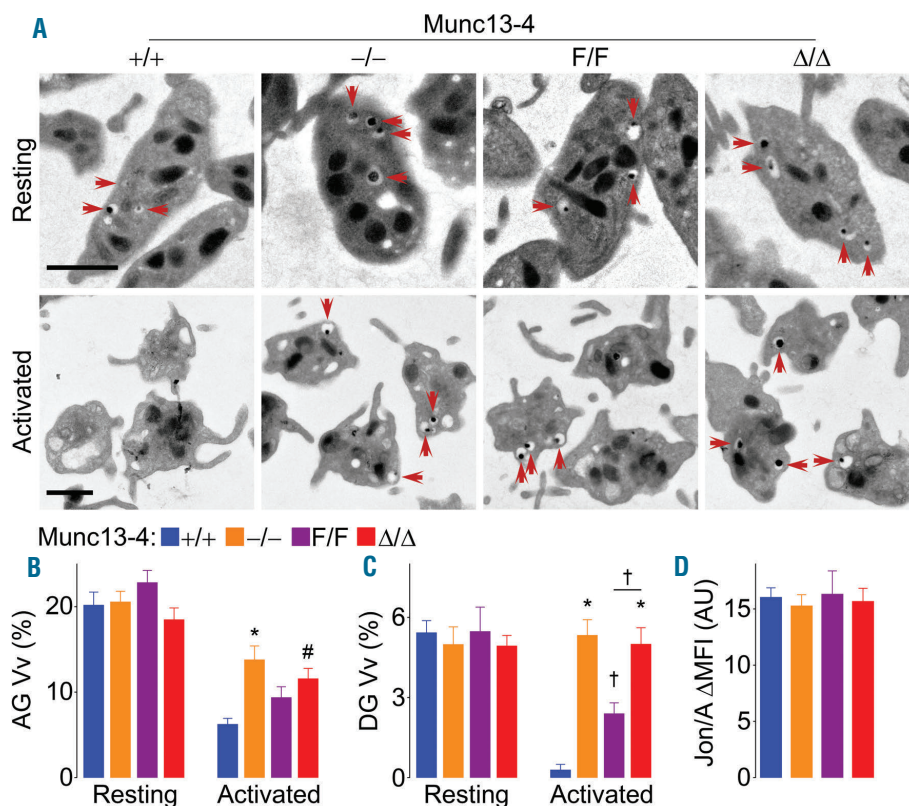 A
Munc13-4
+/+ −/− F/F Δ/Δ
Resting
Activated
Munc13-4: +/+ −/− F/F Δ/Δ
B
AG Vv (%)
20
10
0
*
#
Resting Activated
C
DG Vv (%)
6
3
0
*
†
†
*
Resting Activated
D
Jon/A ΔMFI (AU)
15
10
5
0